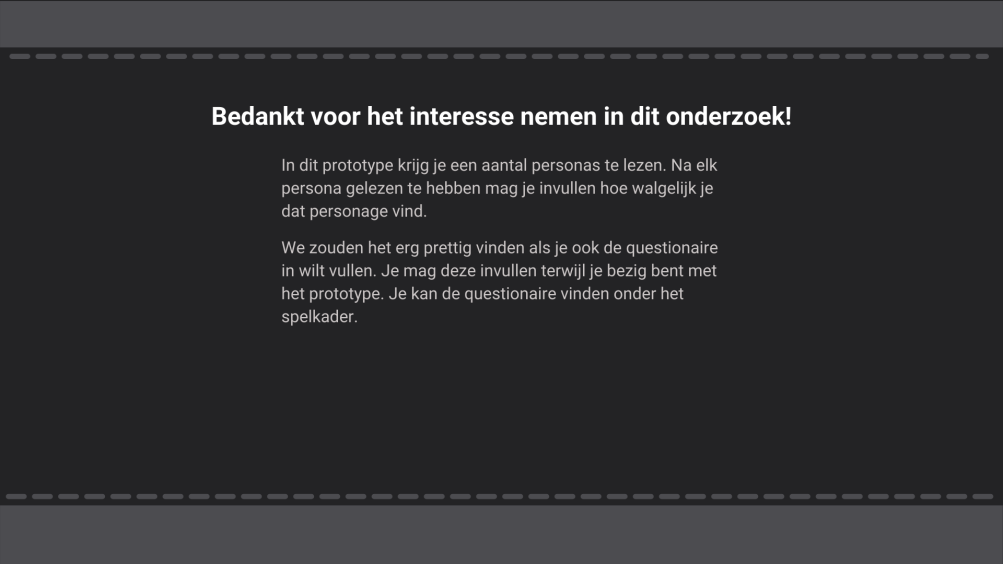 Bedankt voor het interesse nemen in dit onderzoek!
In dit prototype krijg je een aantal personas te lezen. Na elk
persona gelezen te hebben mag je invullen hoe walgelijk je
dat personage vind.
We zouden het erg prettig vinden als je ook de questionaire
in wilt vullen. Je mag deze invullen terwijl je bezig bent met
het prototype. Je kan de questionaire vinden onder het
spelkader.